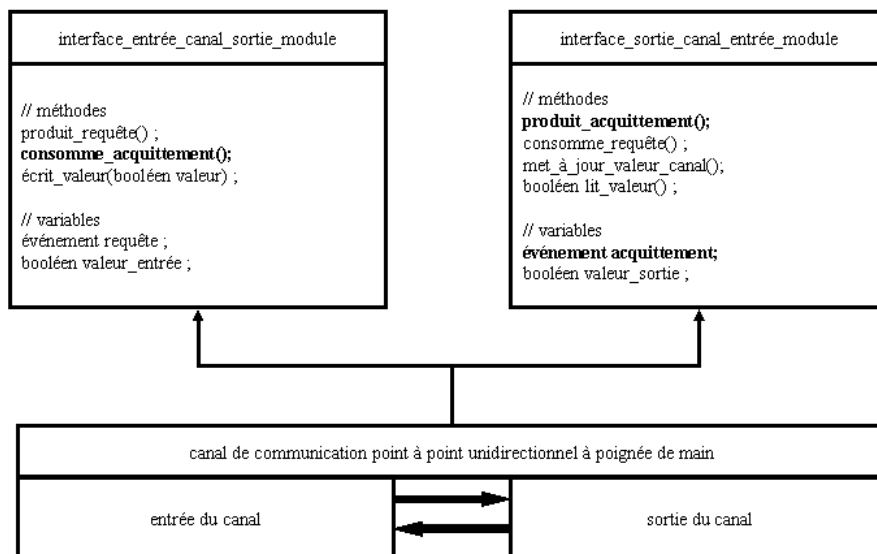 interface_entrée_canal_sortie_module
// méthodes
produit_requête() ;
consomme_acquittement();
écrit_valeur(booléen valeur) ;
// variables
événement requête ;
booléen valeur_entrée ;
interface_sortie_canal_entrée_module
// méthodes
produit_acquittement();
consomme_requête() ;
met_à_jour_valeur_canal();
booléen lit_valeur() ;
// variables
événement acquittement;
booléen valeur_sortie ;
canal de communication point à point unidirectionnel à poignée de main
entrée du canal
sortie du canal